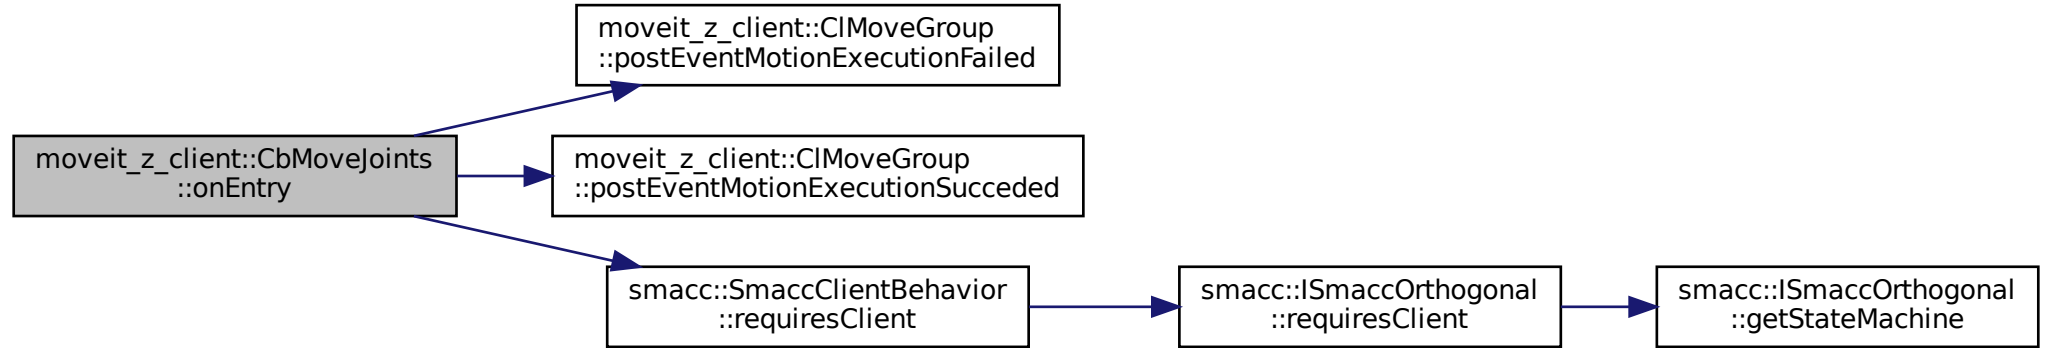 moveit_z_client::ClMoveGroup
::postEventMotionExecutionFailed
moveit_z_client::CbMoveJoints
::onEntry
moveit_z_client::ClMoveGroup
::postEventMotionExecutionSucceded
smacc::SmaccClientBehavior
::requiresClient
smacc::ISmaccOrthogonal
::requiresClient
smacc::ISmaccOrthogonal
::getStateMachine